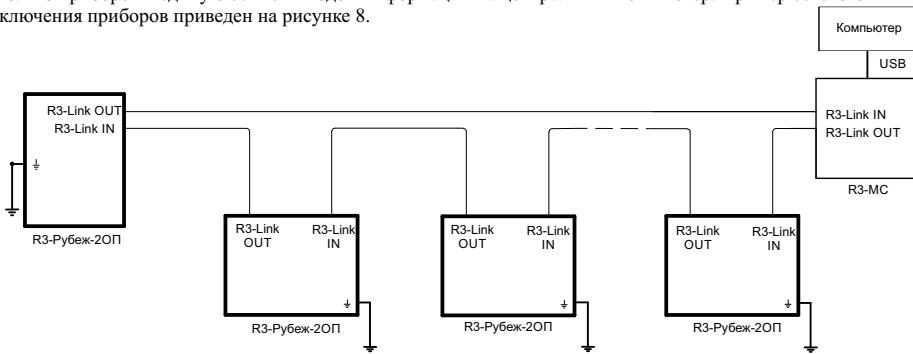 ключения приборов приведен на рисунке 8.
Компьютер
USB
R3-Link OUT
R3-Link IN
R3-Link IN
R3-Link OUT
R3-МС
R3-Рубеж-2ОП
R3-Link
OUT
R3-Link
IN
R3-Link
OUT
R3-Link
IN
R3-Link
OUT
R3-Link
IN
R3-Рубеж-2ОП
R3-Рубеж-2ОП
R3-Рубеж-2ОП